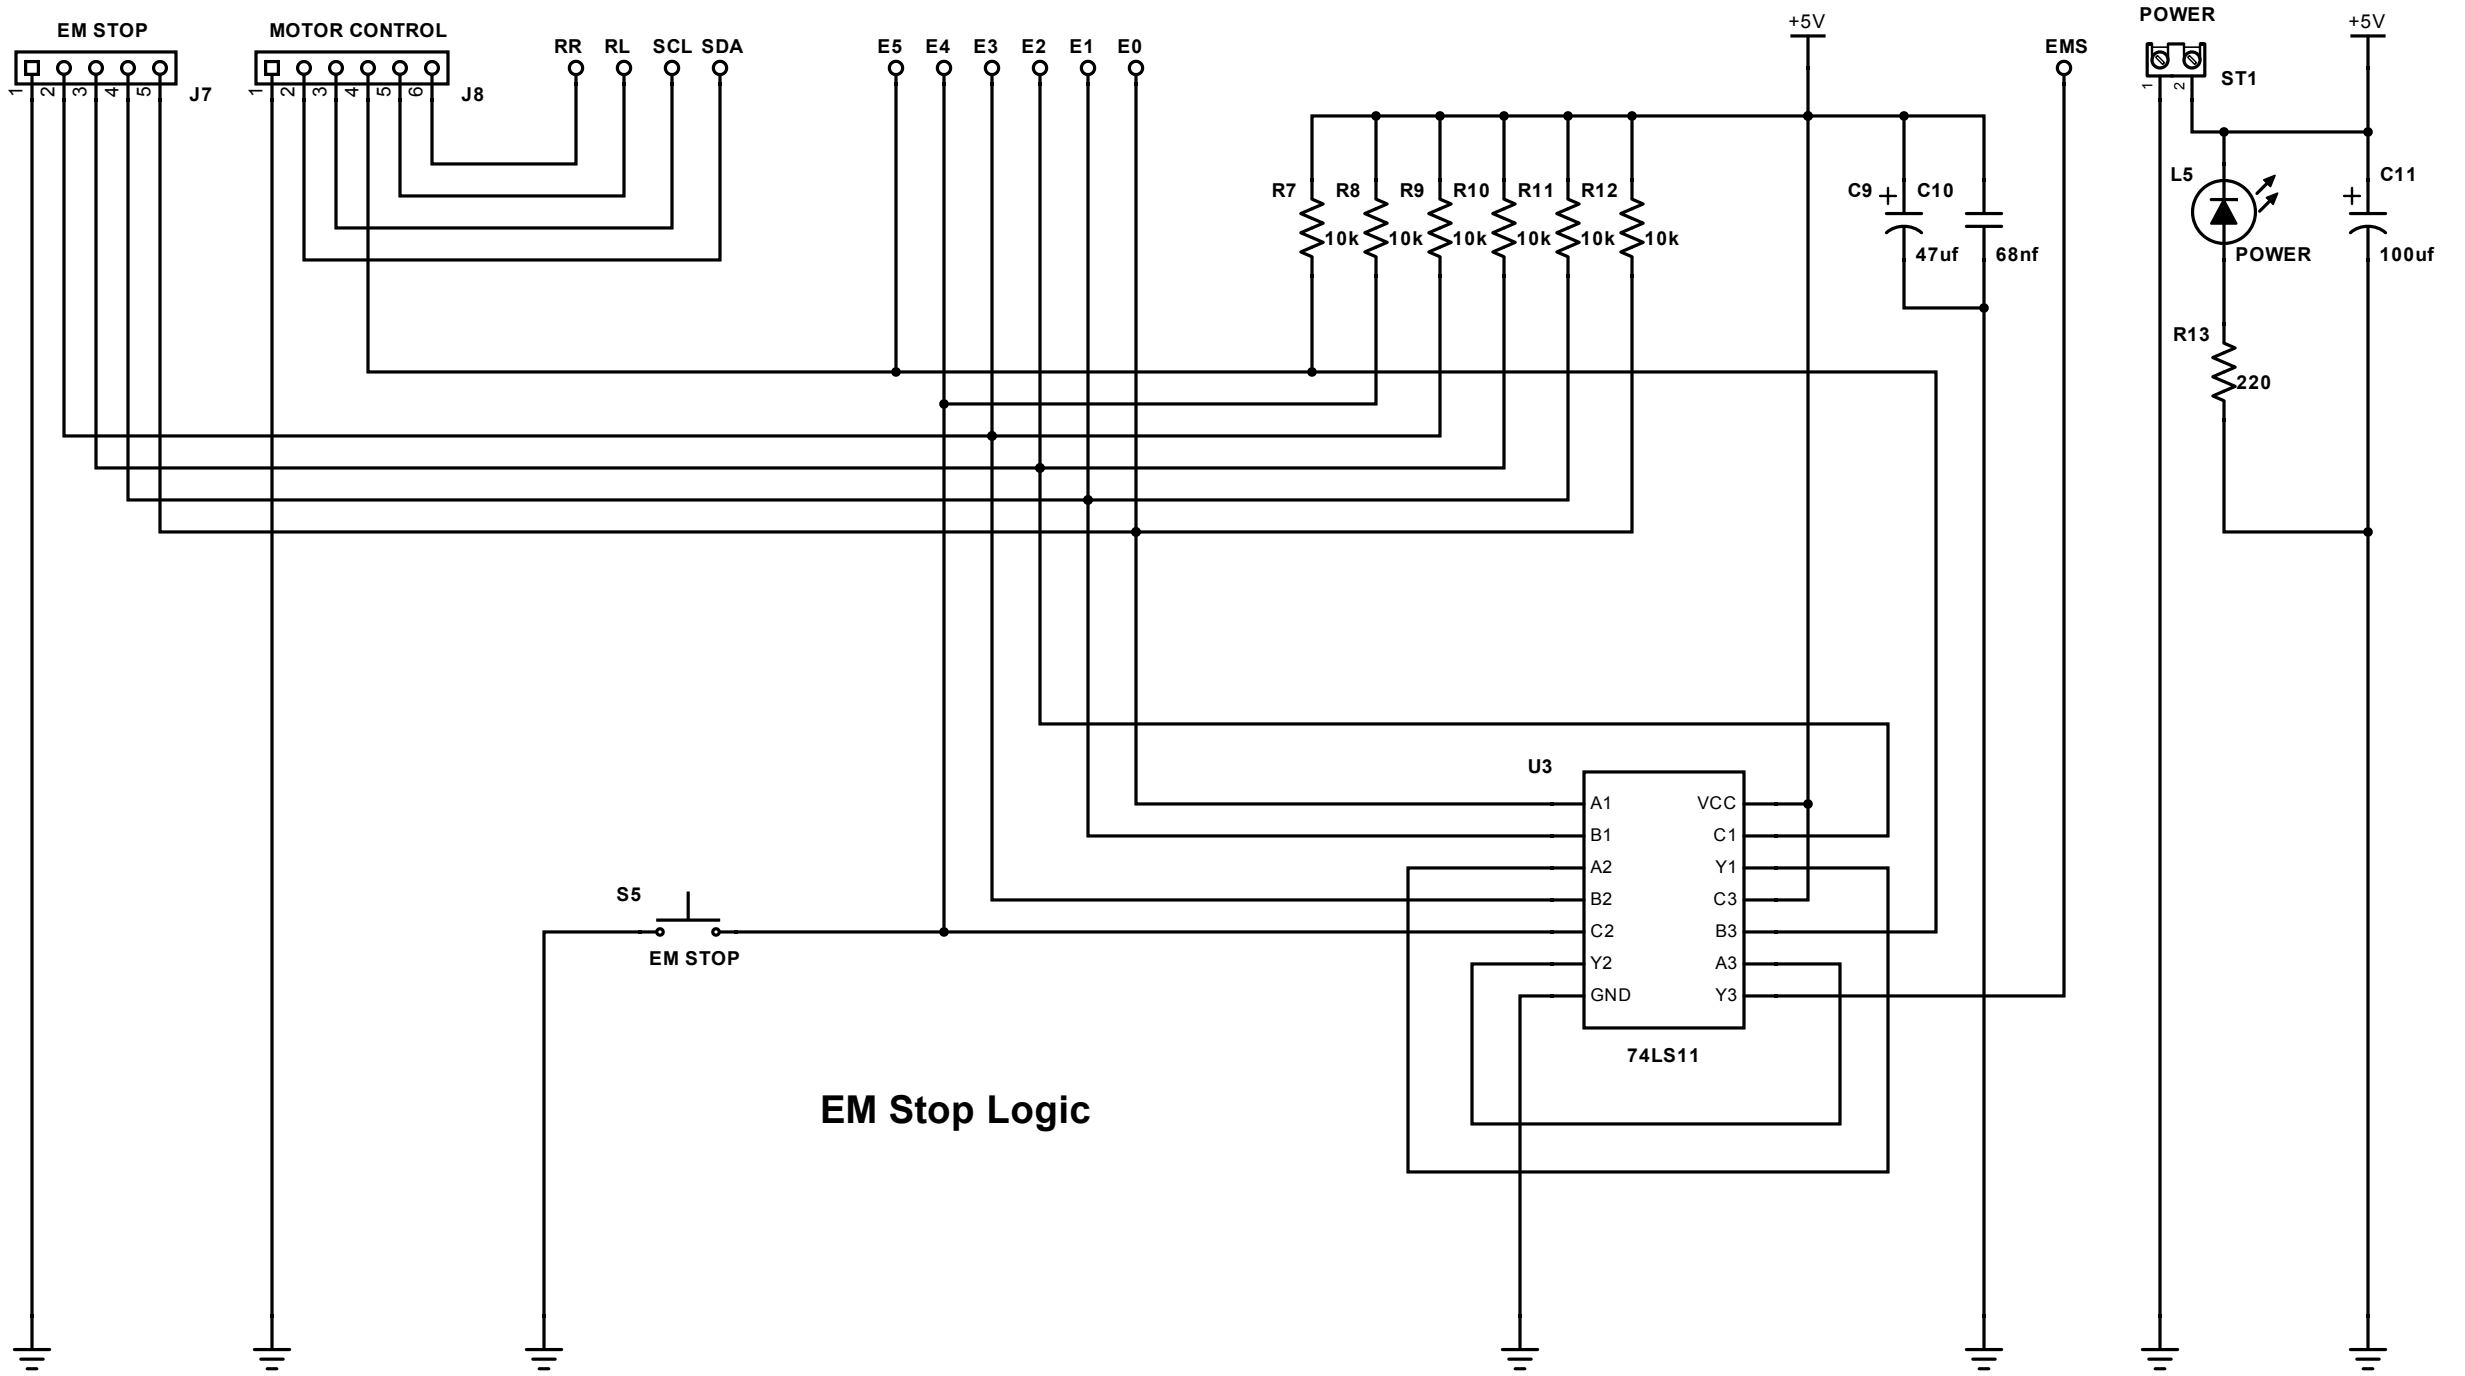 EM STOP MOTOR CONTROL RR RL SCL SDA E5 E4 E3 E2 E1 E0 +5V EMS POWER +5V
1 2 3 4 5 J7 1 2 3 4 5 6 J8 1 2 ST1
R7 R8 R9 R10 R11 R12 C9 + C10 L5 + C11
10k 10k 10k 10k 10k 10k 47uf 68nf POWER 100uf
R13
220
U3
A1 VCC
B1 C1
A2 Y1
S5 B2 C3
C2 B3
EM STOP Y2 A3
GND Y3
74LS11
EM Stop Logic